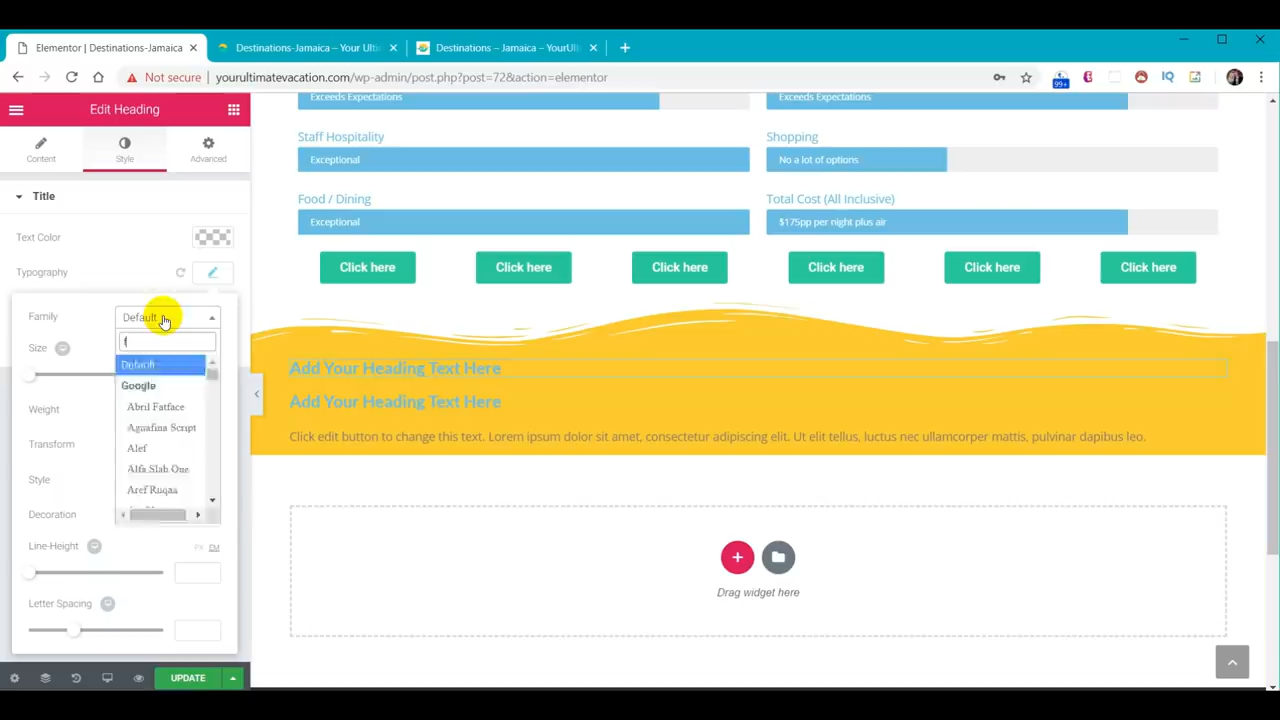 Elementor | Destinations-Jamaica
Destinations-Jamaica – Your Ulti
Destinations – Jamaica – YourUlti
Not secure
yourultimatevacation.com/wp-admin/post.php?post=72&action=elementor
99+
IQ
Edit Heading
Content
Style
Advanced
Title
Text Color
Typography
Family
Default
Size
f
Default
Google
Abril Fatface
Aguafina Script
Alef
Alfa Slab One
Aref Ruqaa
Weight
Transform
Style
Decoration
Line-Height
PX
EM
Letter Spacing
UPDATE
Exceeds Expectations
Exceeds Expectations
Staff Hospitality
Shopping
Exceptional
No a lot of options
Food / Dining
Total Cost (All Inclusive)
Exceptional
$175pp per night plus air
Click here
Click here
Click here
Click here
Click here
Click here
Add Your Heading Text Here
Add Your Heading Text Here
Click edit button to change this text. Lorem ipsum dolor sit amet, consectetur adipiscing elit. Ut elit tellus, luctus nec ullamcorper mattis, pulvinar dapibus leo.
Drag widget here